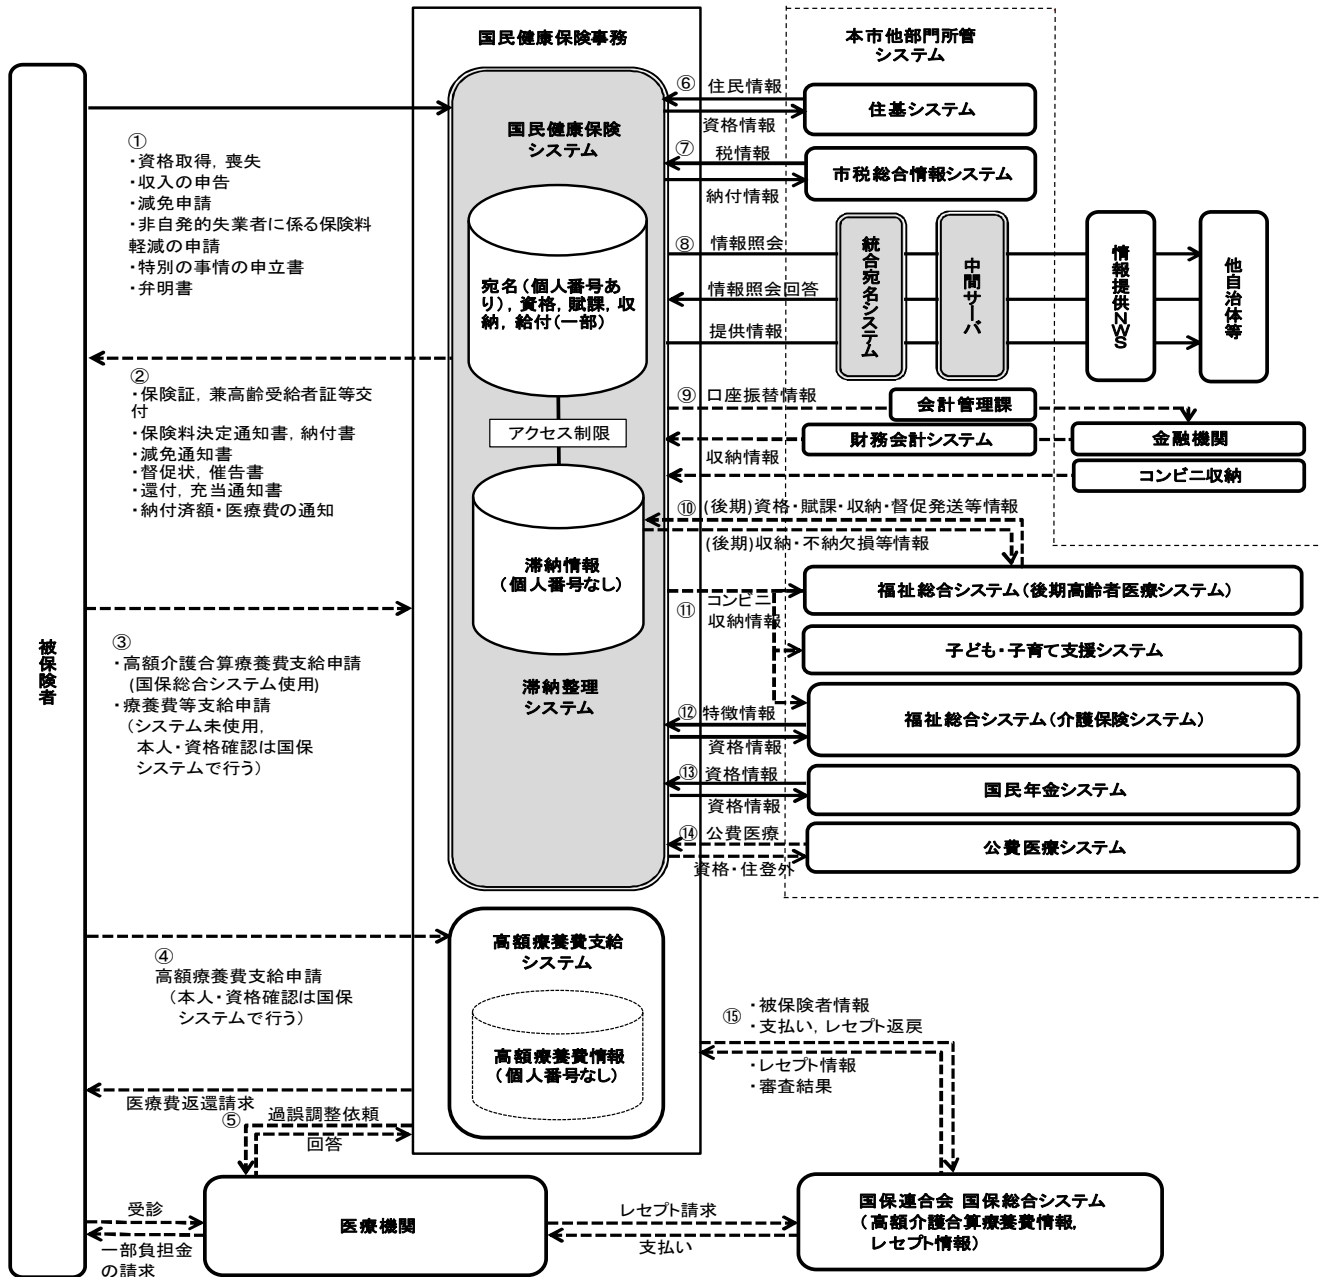 国民健康保険事務
本市他部門所管
システム
被保険者
①
・資格取得，喪失
・収入の申告
・減免申請
・非自発的失業者に係る保険料
軽減の申請
・特別の事情の申立書
・弁明書
②
・保険証，兼高齢受給者証等交
付
・保険料決定通知書，納付書
・減免通知書
・督促状，催告書
・還付，充当通知書
・納付済額・医療費の通知
③
・高額介護合算療養費支給申請
(国保総合システム使用)
・療養費等支給申請
（システム未使用，
本人・資格確認は国保
システムで行う）
④
高額療養費支給申請
（本人・資格確認は国保
システムで行う）
医療費返還請求
⑤
過誤調整依頼
回答
受診
一部負担金
の請求
医療機関
レセプト請求
支払い
国民健康保険
システム
宛名（個人番号あ
り），資格，賦課，収
納，給付（一部）
アクセス制限
滞納情報
（個人番号なし）
滞納整理
システム
高額療養費支給
システム
高額療養費情報
（個人番号なし）
⑥ 住民情報
資格情報
住基システム
⑦ 税情報
納付情報
市税総合情報システム
⑧ 情報照会
情報照会回答
提供情報
統合宛名システム
中間サーバ
情報提供NWS
他自治体等
⑨ 口座振替情報
会計管理課
財務会計システム
金融機関
収納情報
コンビニ収納
⑩ (後期)資格・賦課・収納・督促発送等情報
(後期)収納・不納欠損等情報
福祉総合システム（後期高齢者医療システム）
⑪ コンビニ
収納情報
子ども・子育て支援システム
福祉総合システム（介護保険システム）
⑫ 特徴情報
資格情報
⑬ 資格情報
資格情報
国民年金システム
⑭ 公費医療
資格・住登外
公費医療システム
⑮
・被保険者情報
・支払い，レセプト返戻
・レセプト情報
・審査結果
国保連合会 国保総合システム
（高額介護合算療養費情報，
レセプト情報）